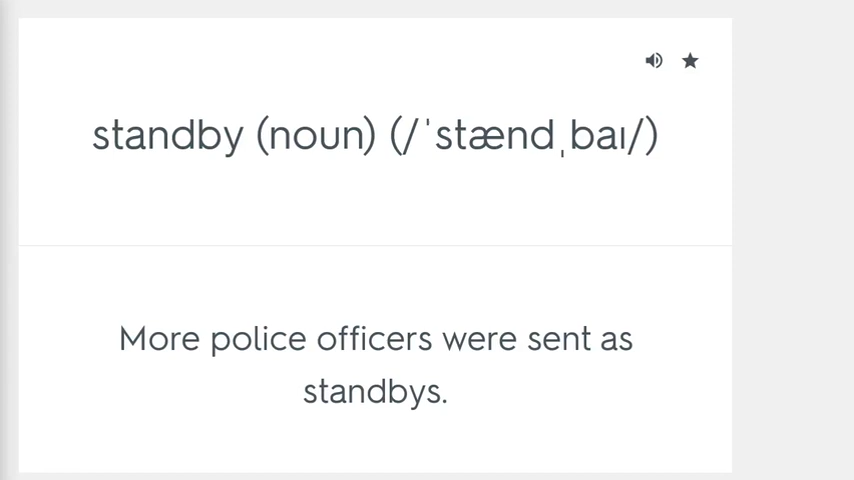 standby (noun) (/ˈstændˌbaɪ/)
More police officers were sent as
standbys.